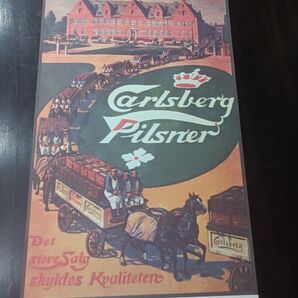 Carlsberg
Pilsner
Carlsberg
Det
store Salg
skyldes Kvaliteten